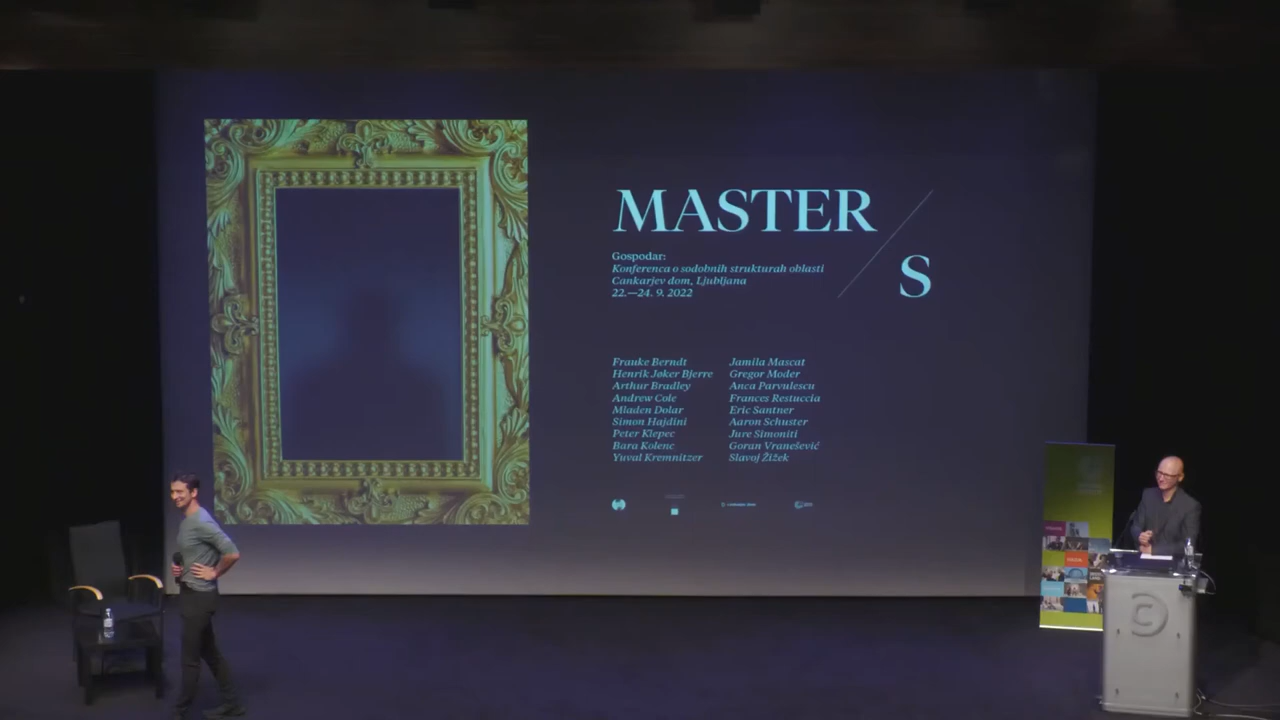 MASTER
S
Gospodar:
Konferenca o sodobnih strukturah oblasti
Cankarjev dom, Ljubljana
22.—24. 9. 2022
Frauke Berndt
Henrik Jøker Bjerre
Arthur Bradley
Andrew Cole
Mladen Dolar
Simon Hajdini
Peter Klepec
Bara Kolenc
Yuval Kremnitzer
Jamila Mascat
Gregor Moder
Anca Parvulescu
Frances Restuccia
Eric Santner
Aaron Schuster
Jure Simoniti
Goran Vranešević
Slavoj Žižek